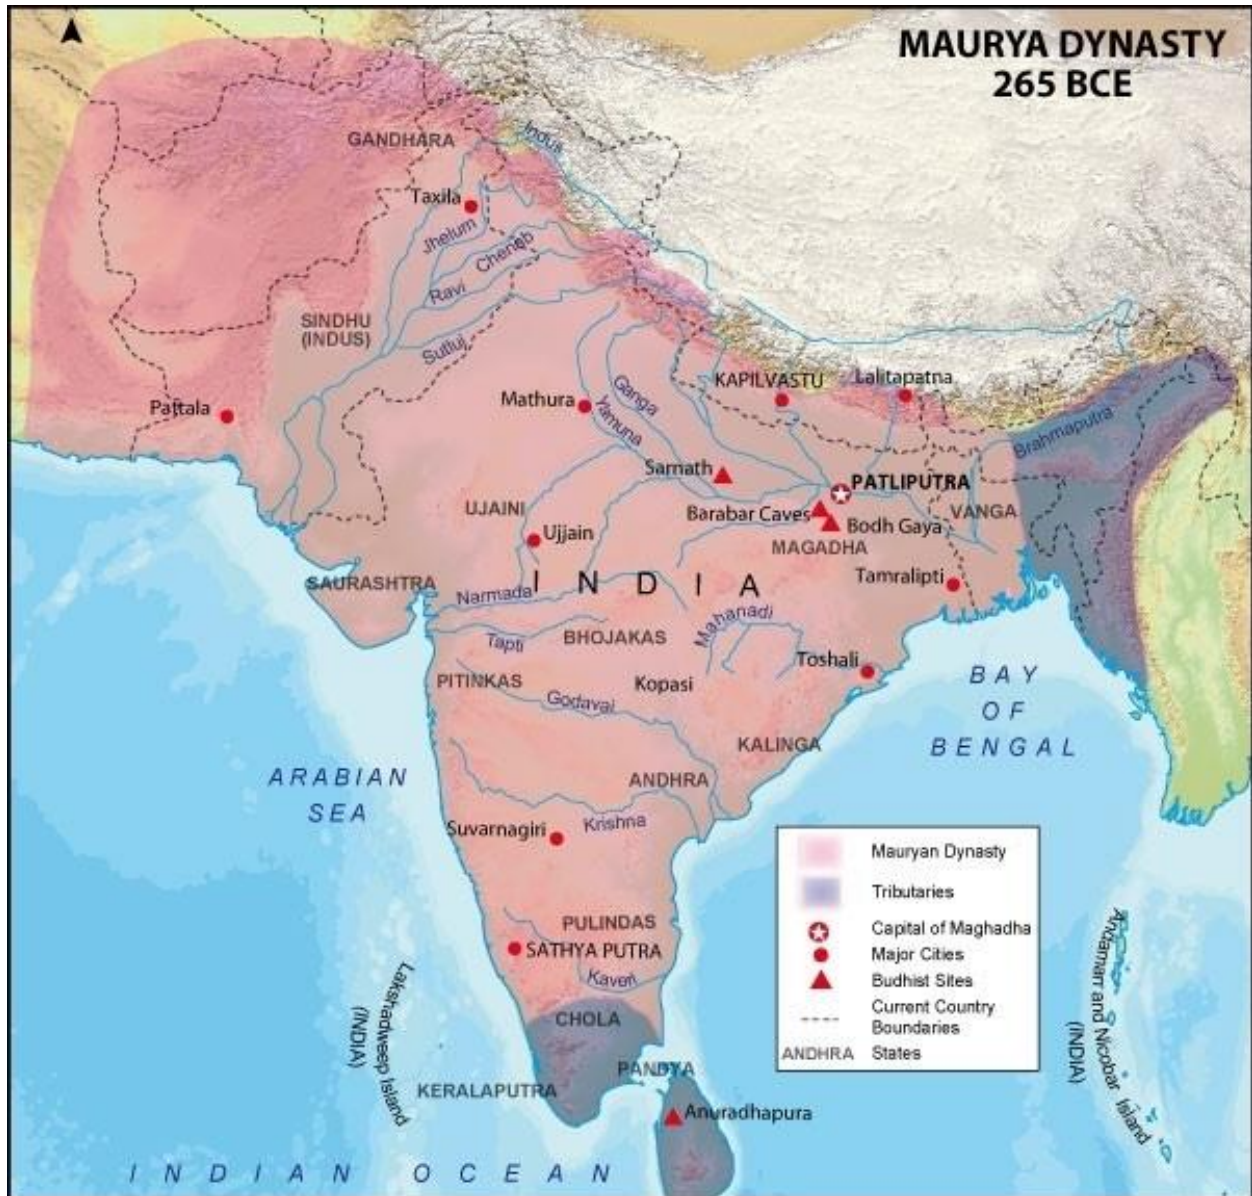 MAURYA DYNASTY
265 BCE
GANDHARA
Indus
Taxila
Jhelum
Cheneb
Ravi
SINDHU
(INDUS)
Sutluj
Pattala
Mathura
Ganga
Yamuna
KAPILVASTU
Lalitapatna
Brahmaputra
Sarnath
PATLIPUTRA
Barabar Caves
Bodh Gaya
VANGA
MAGADHA
UJAINI
Ujjain
Tamralipti
SAURASHTRA
INDIA
Narmada
Tapti
BHOJAKAS
Mahanadi
Toshali
PITINKAS
Kopasi
Godavai
KALINGA
BAY
OF
BENGAL
ARABIAN
SEA
ANDHRA
Suvarnagiri
Krishna
PULINDAS
SATHYA PUTRA
Kaveri
CHOLA
PANDYA
KERALAPUTRA
Anuradhapura
Lakshadweep Island
(INDIA)
Andamarr and Nicobar Island
(INDIA)
INDIAN OCEAN
Mauryan Dynasty
Tributaries
Capital of Maghadha
Major Cities
Budhist Sites
Current Country
Boundaries
ANDHRA States